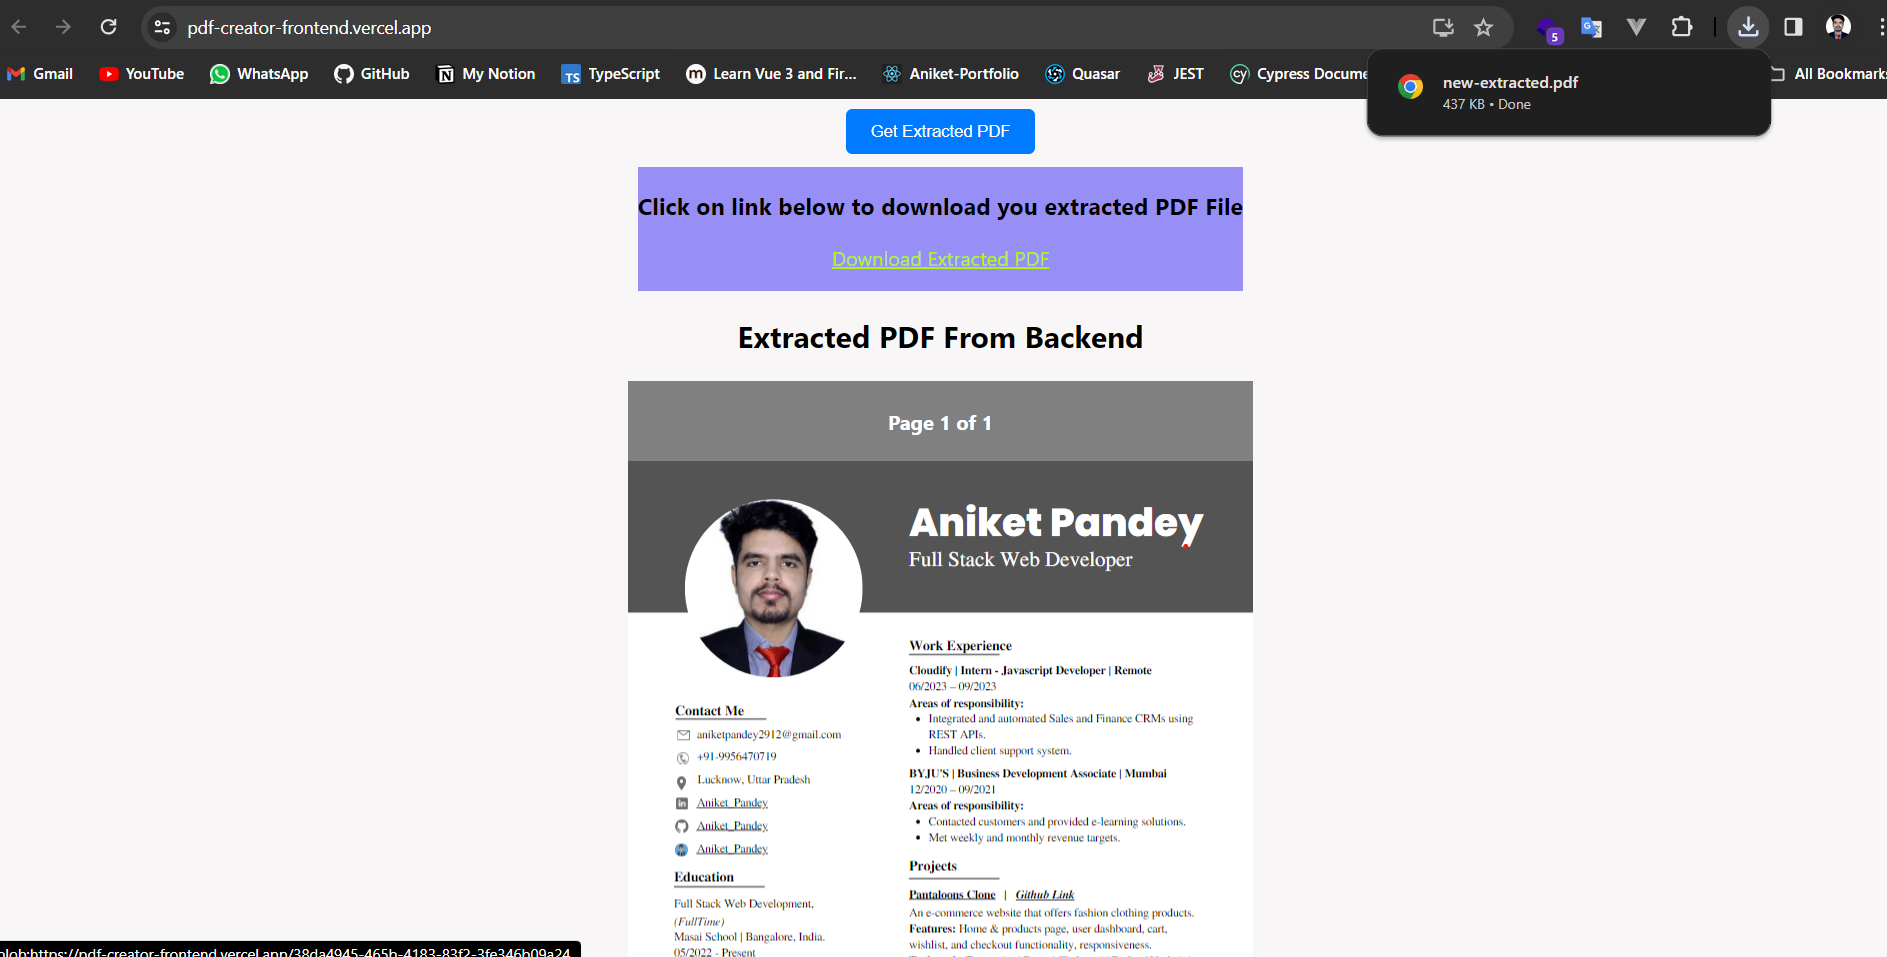 pdf-creator-frontend.vercel.app
5
Gmail
YouTube
WhatsApp
GitHub
My Notion
TS
TypeScript
m
Learn Vue 3 and Fir...
Aniket-Portfolio
Quasar
JEST
cy
Cypress Docume
All Bookmarks
new-extracted.pdf
437 KB • Done
Get Extracted PDF
Click on link below to download you extracted PDF File
Download Extracted PDF
Extracted PDF From Backend
Page 1 of 1
Aniket Pandey
Full Stack Web Developer
Contact Me
aniketpandey2912@gmail.com
+91-9956470719
Lucknow, Uttar Pradesh
Aniket_Pandey
Aniket_Pandey
Aniket_Pandey
Education
Full Stack Web Development,
(FullTime)
Masai School | Bangalore, India.
05/2022 - Present
Work Experience
Cloudify | Intern - Javascript Developer | Remote
06/2023 – 09/2023
Areas of responsibility:
• Integrated and automated Sales and Finance CRMs using
REST APIs.
• Handled client support system.
BYJU'S | Business Development Associate | Mumbai
12/2020 – 09/2021
Areas of responsibility:
• Contacted customers and provided e-learning solutions.
• Met weekly and monthly revenue targets.
Projects
Pantaloons Clone | Github Link
An e-commerce website that offers fashion clothing products.
Features: Home & products page, user dashboard, cart,
wishlist, and checkout functionality, responsiveness.
blob:https://pdf-creator-frontend.vercel.app/38da4945-465b-4183-83f2-3fe346b09a24